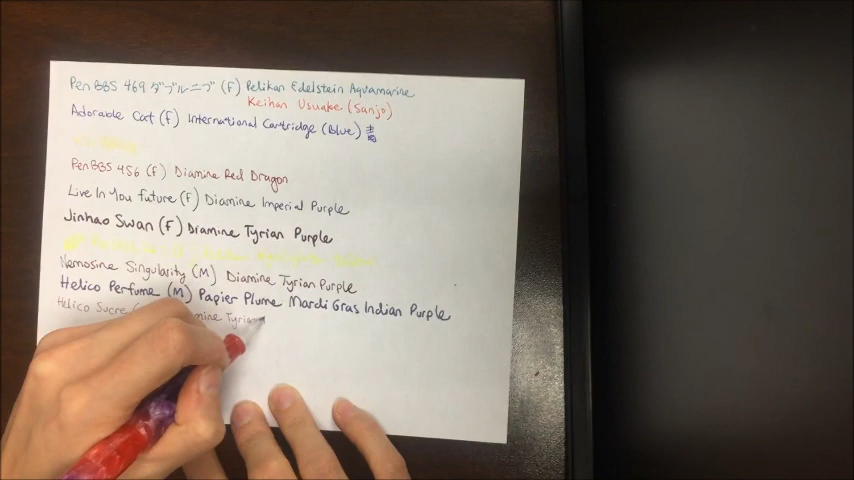 PenBBS 469 ダブルニブ (F) Pelikan Edelstein Aquamarine
Keihan Usuake (Sanjo)
Adorable Cat (F) International Cartridge (Blue)
PenBBS 456 (F) Diamine Red Dragon
Live In You future (F) Diamine Imperial Purple
Jinhao Swan (F) Diamine Tyrian Purple
Nemosine Singularity (M) Diamine Tyrian Purple
Helico Perfume (M) Papier Plume Mardi Gras Indian Purple
Helico Sucre